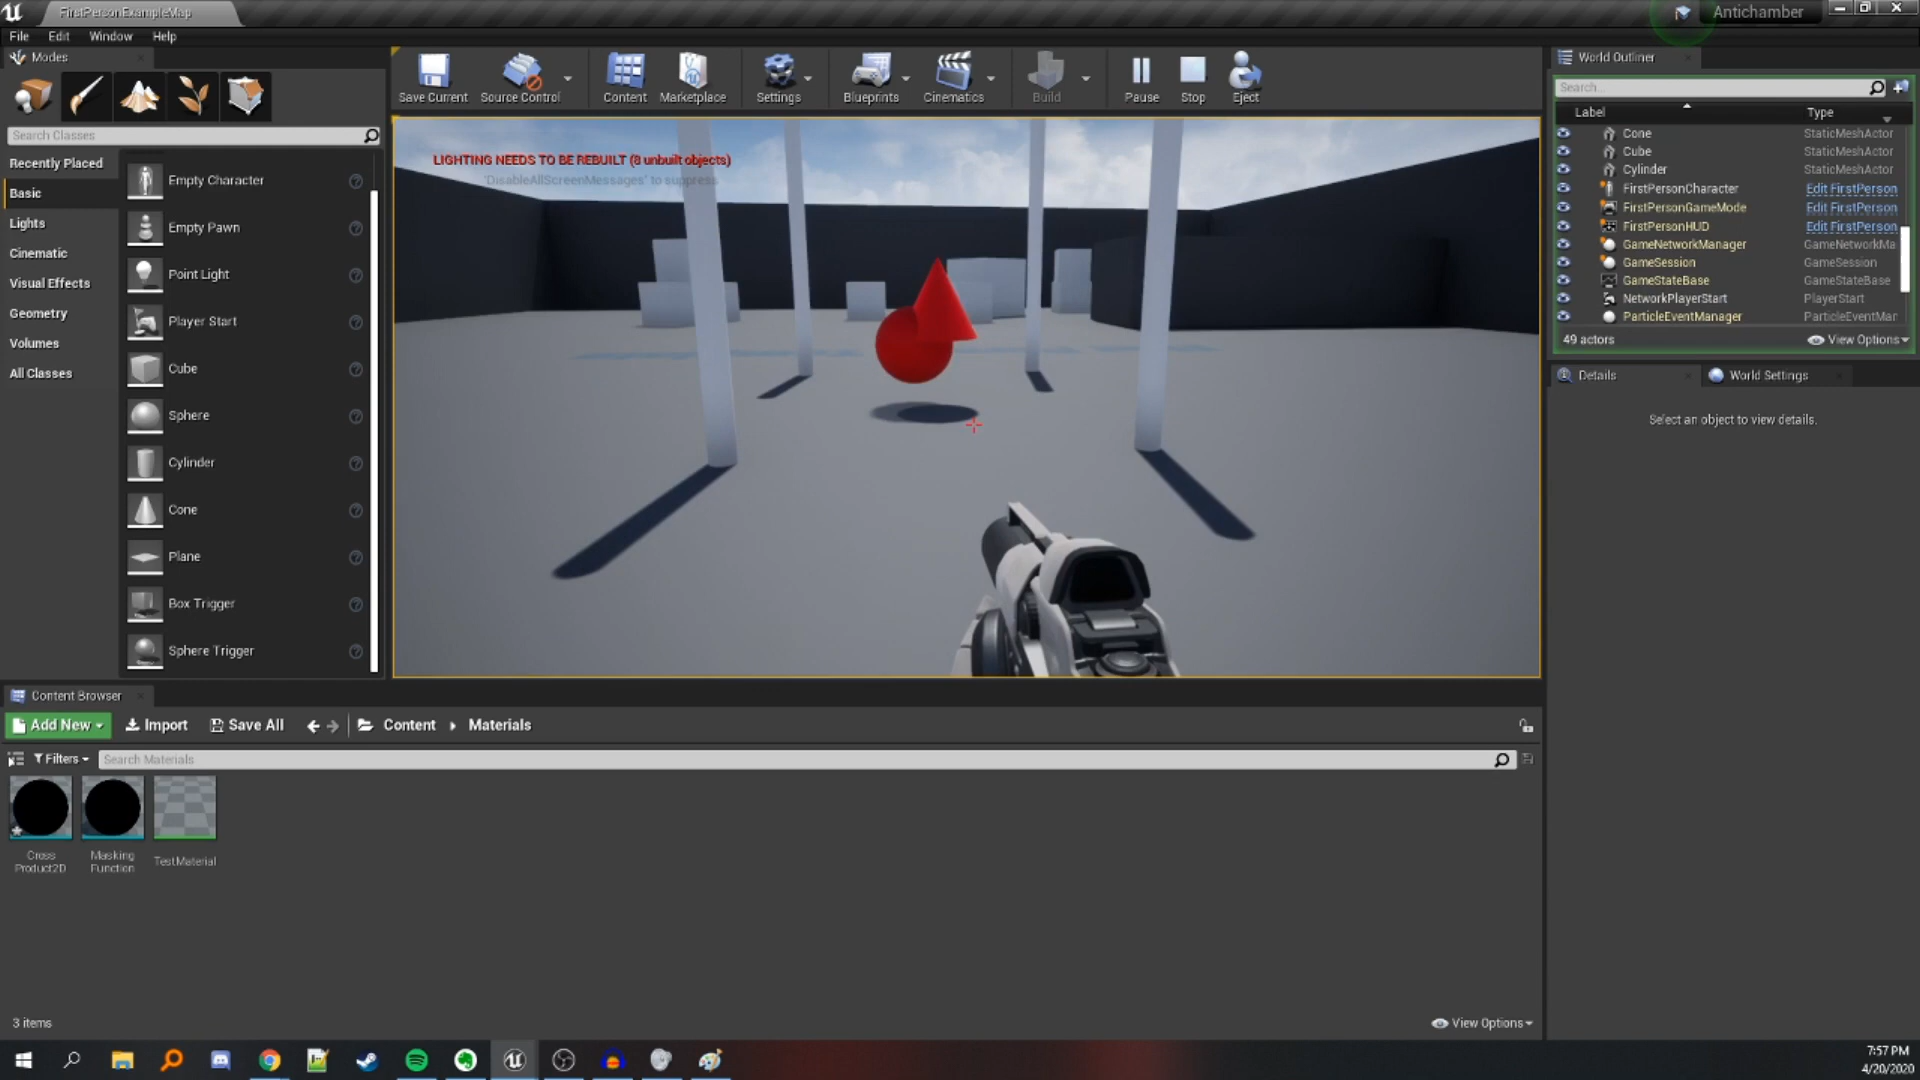 FirstPersonExampleMap
Antichamber
File Edit Window Help
Modes
Search Classes
Recently Placed
Basic
Lights
Cinematic
Visual Effects
Geometry
Volumes
All Classes
Empty Character
Empty Pawn
Point Light
Player Start
Cube
Sphere
Cylinder
Cone
Plane
Box Trigger
Sphere Trigger
Save Current Source Control Content Marketplace Settings Blueprints Cinematics Build Pause Stop Eject
LIGHTING NEEDS TO BE REBUILT (8 unbuilt objects)
'DisableAllScreenMessages' to suppress
World Outliner
Search...
Label Type
Cone StaticMeshActor
Cube StaticMeshActor
Cylinder StaticMeshActor
FirstPersonCharacter Edit FirstPerson
FirstPersonGameMode Edit FirstPerson
FirstPersonHUD Edit FirstPerson
GameNetworkManager GameNetworkMa
GameSession GameSession
GameStateBase GameStateBase
NetworkPlayerStart PlayerStart
ParticleEventManager ParticleEventMar
49 actors View Options
Details World Settings
Select an object to view details.
Content Browser
Add New Import Save All Content Materials
Filters Search Materials
Cross
Product2D
Masking
Function
TestMaterial
3 items View Options
7:57 PM
4/20/2020